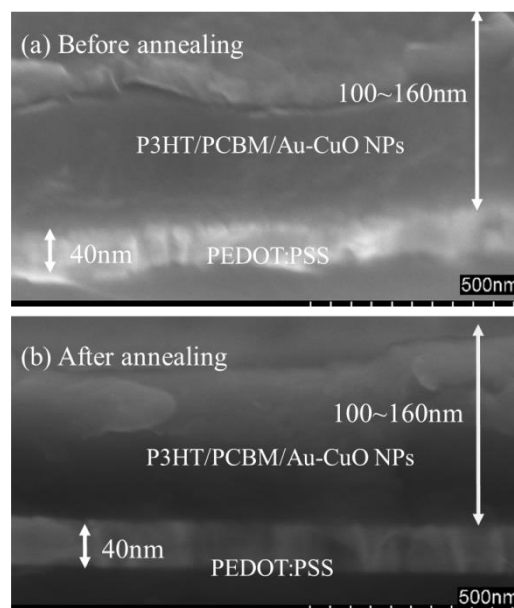 (a) Before annealing
100~160nm
P3HT/PCBM/Au-CuO NPs
40nm
PEDOT:PSS
500nm
(b) After annealing
100~160nm
P3HT/PCBM/Au-CuO NPs
40nm
PEDOT:PSS
500nm